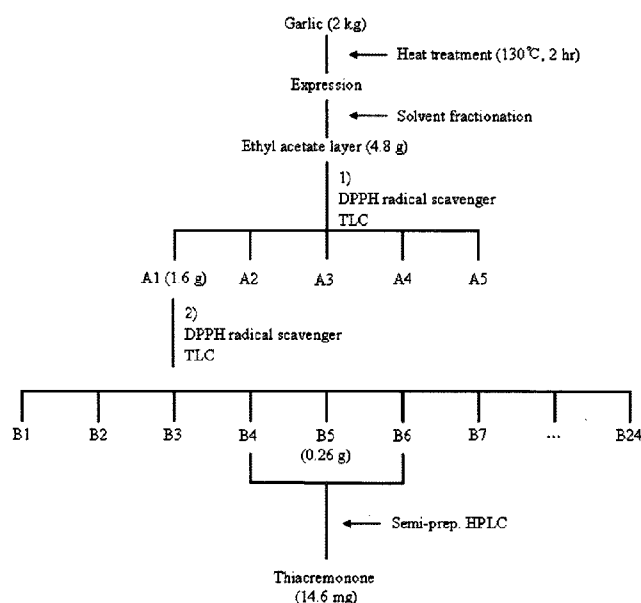 Garlic (2 kg)
Heat treatment (130℃, 2 hr)
Expression
Solvent fractionation
Ethyl acetate layer (4.8 g)
1)
DPPH radical scavenger
TLC
A1 (1.6 g) A2 A3 A4 A5
2)
DPPH radical scavenger
TLC
B1 B2 B3 B4 B5 B6 B7 ... B24
(0.26 g)
Semi-prep. HPLC
Thiacremonone
(14.6 mg)